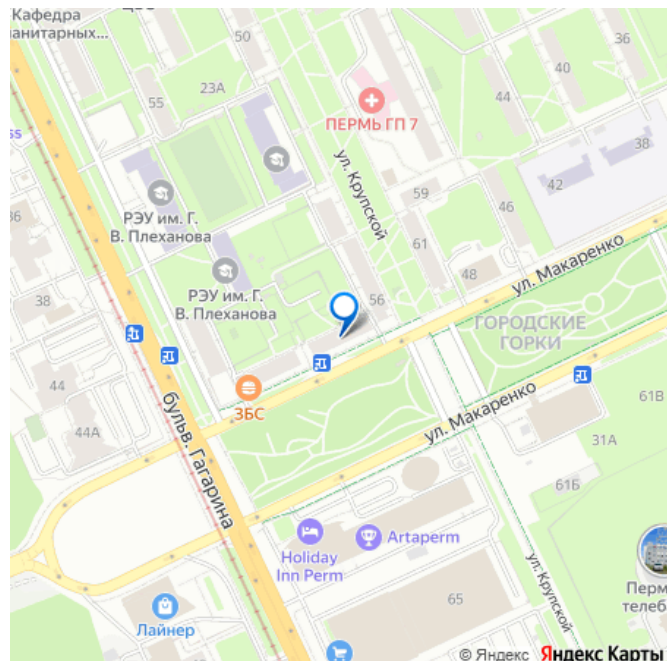 Кафедра
манитарных...
50
36
40
23А
44
55
ПЕРМЬ ГП 7
38
ул. Крупской
42
РЭУ им. Г.
В. Плеханова
59
46
61
48
ул. Макаренко
РЭУ им. Г.
В. Плеханова
38
56
ГОРОДСКИЕ
ГОРКИ
44
ЗБС
61В
44А
ул. Макаренко
31А
бульв. Гагарина
61Б
Holiday
Inn Perm
Artaperm
ул. Крупской
Перм
телеб
65
Лайнер
© Яндекс Яндекс Карты